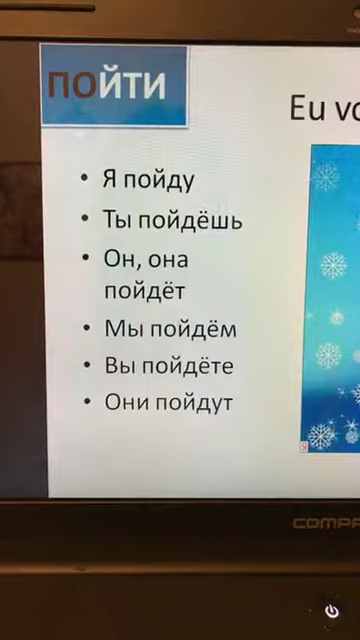 ПОЙТИ
Eu vo
Я пойду
Ты пойдёшь
Он, она
пойдёт
Мы пойдём
Вы пойдёте
Они пойдут
COMPA